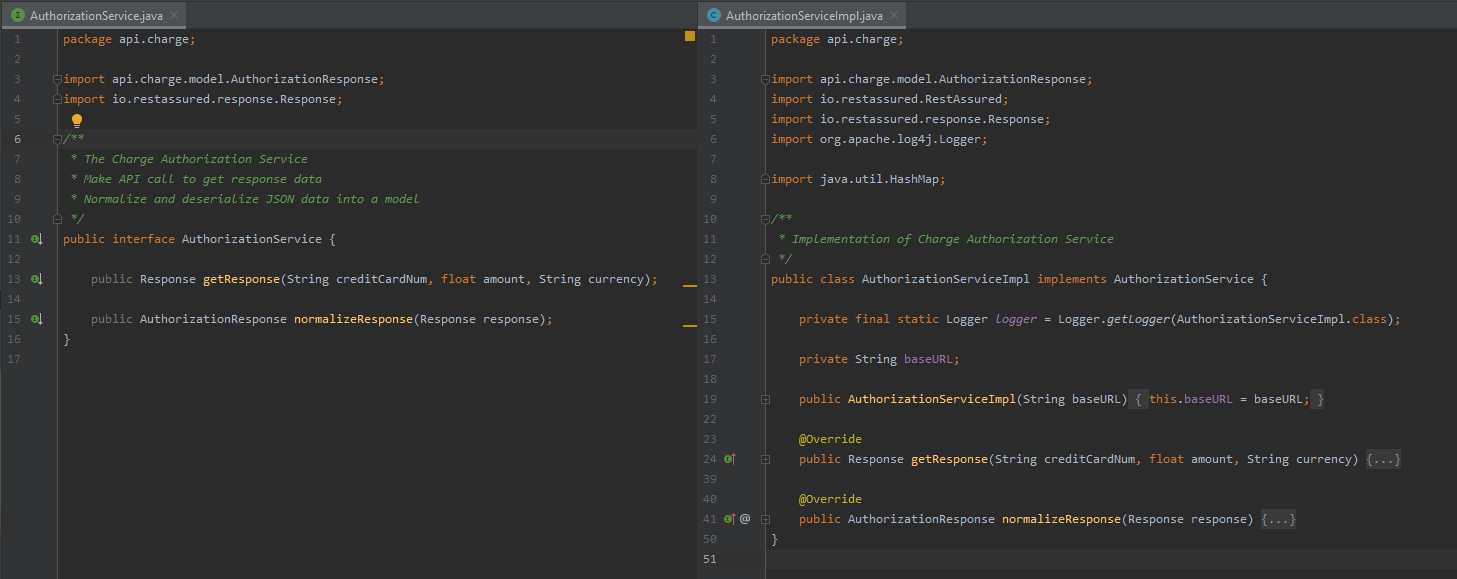 AuthorizationService.java
1 package api.charge;
2
3 import api.charge.model.AuthorizationResponse;
4 import io.restassured.response.Response;
5
6 /**
7 * The Charge Authorization Service
8 * Make API call to get response data
9 * Normalize and deserialize JSON data into a model
10 */
11 public interface AuthorizationService {
12
13 public Response getResponse(String creditCardNum, float amount, String currency);
14
15 public AuthorizationResponse normalizeResponse(Response response);
16 }
17
AuthorizationServiceImpl.java
1 package api.charge;
2
3 import api.charge.model.AuthorizationResponse;
4 import io.restassured.RestAssured;
5 import io.restassured.response.Response;
6 import org.apache.log4j.Logger;
7
8 import java.util.HashMap;
9
10 /**
11 * Implementation of Charge Authorization Service
12 */
13 public class AuthorizationServiceImpl implements AuthorizationService {
14
15 private final static Logger logger = Logger.getLogger(AuthorizationServiceImpl.class);
16
17 private String baseURL;
18
19 public AuthorizationServiceImpl(String baseURL) { this.baseURL = baseURL; }
22
23 @Override
24 public Response getResponse(String creditCardNum, float amount, String currency) {...}
39
40 @Override
41 @ public AuthorizationResponse normalizeResponse(Response response) {...}
50 }
51